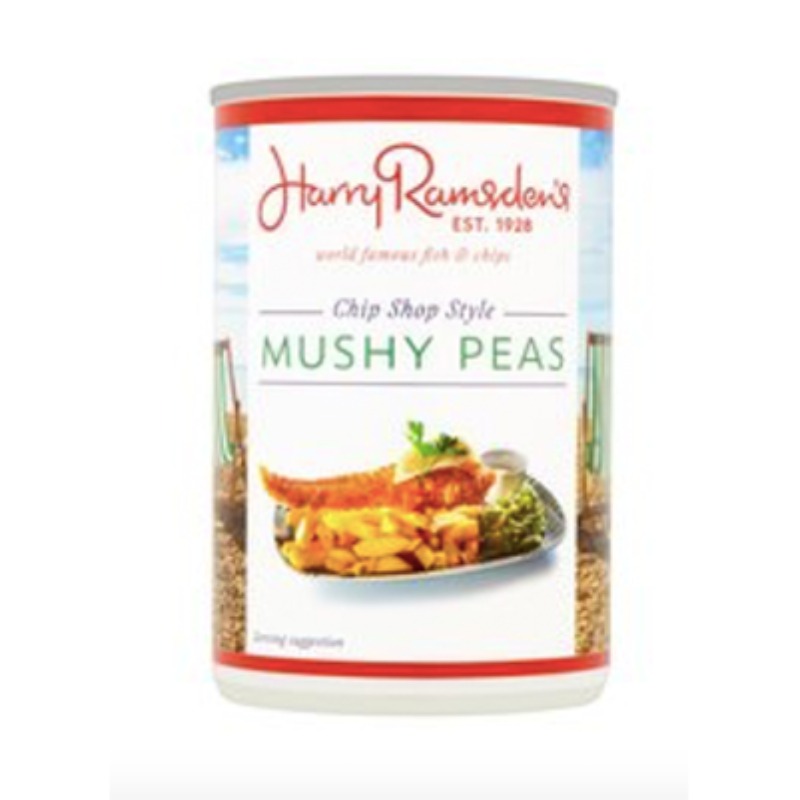 Harry Ramsden's
EST. 1928
world famous fish & chips
Chip Shop Style
MUSHY PEAS
Serving suggestion